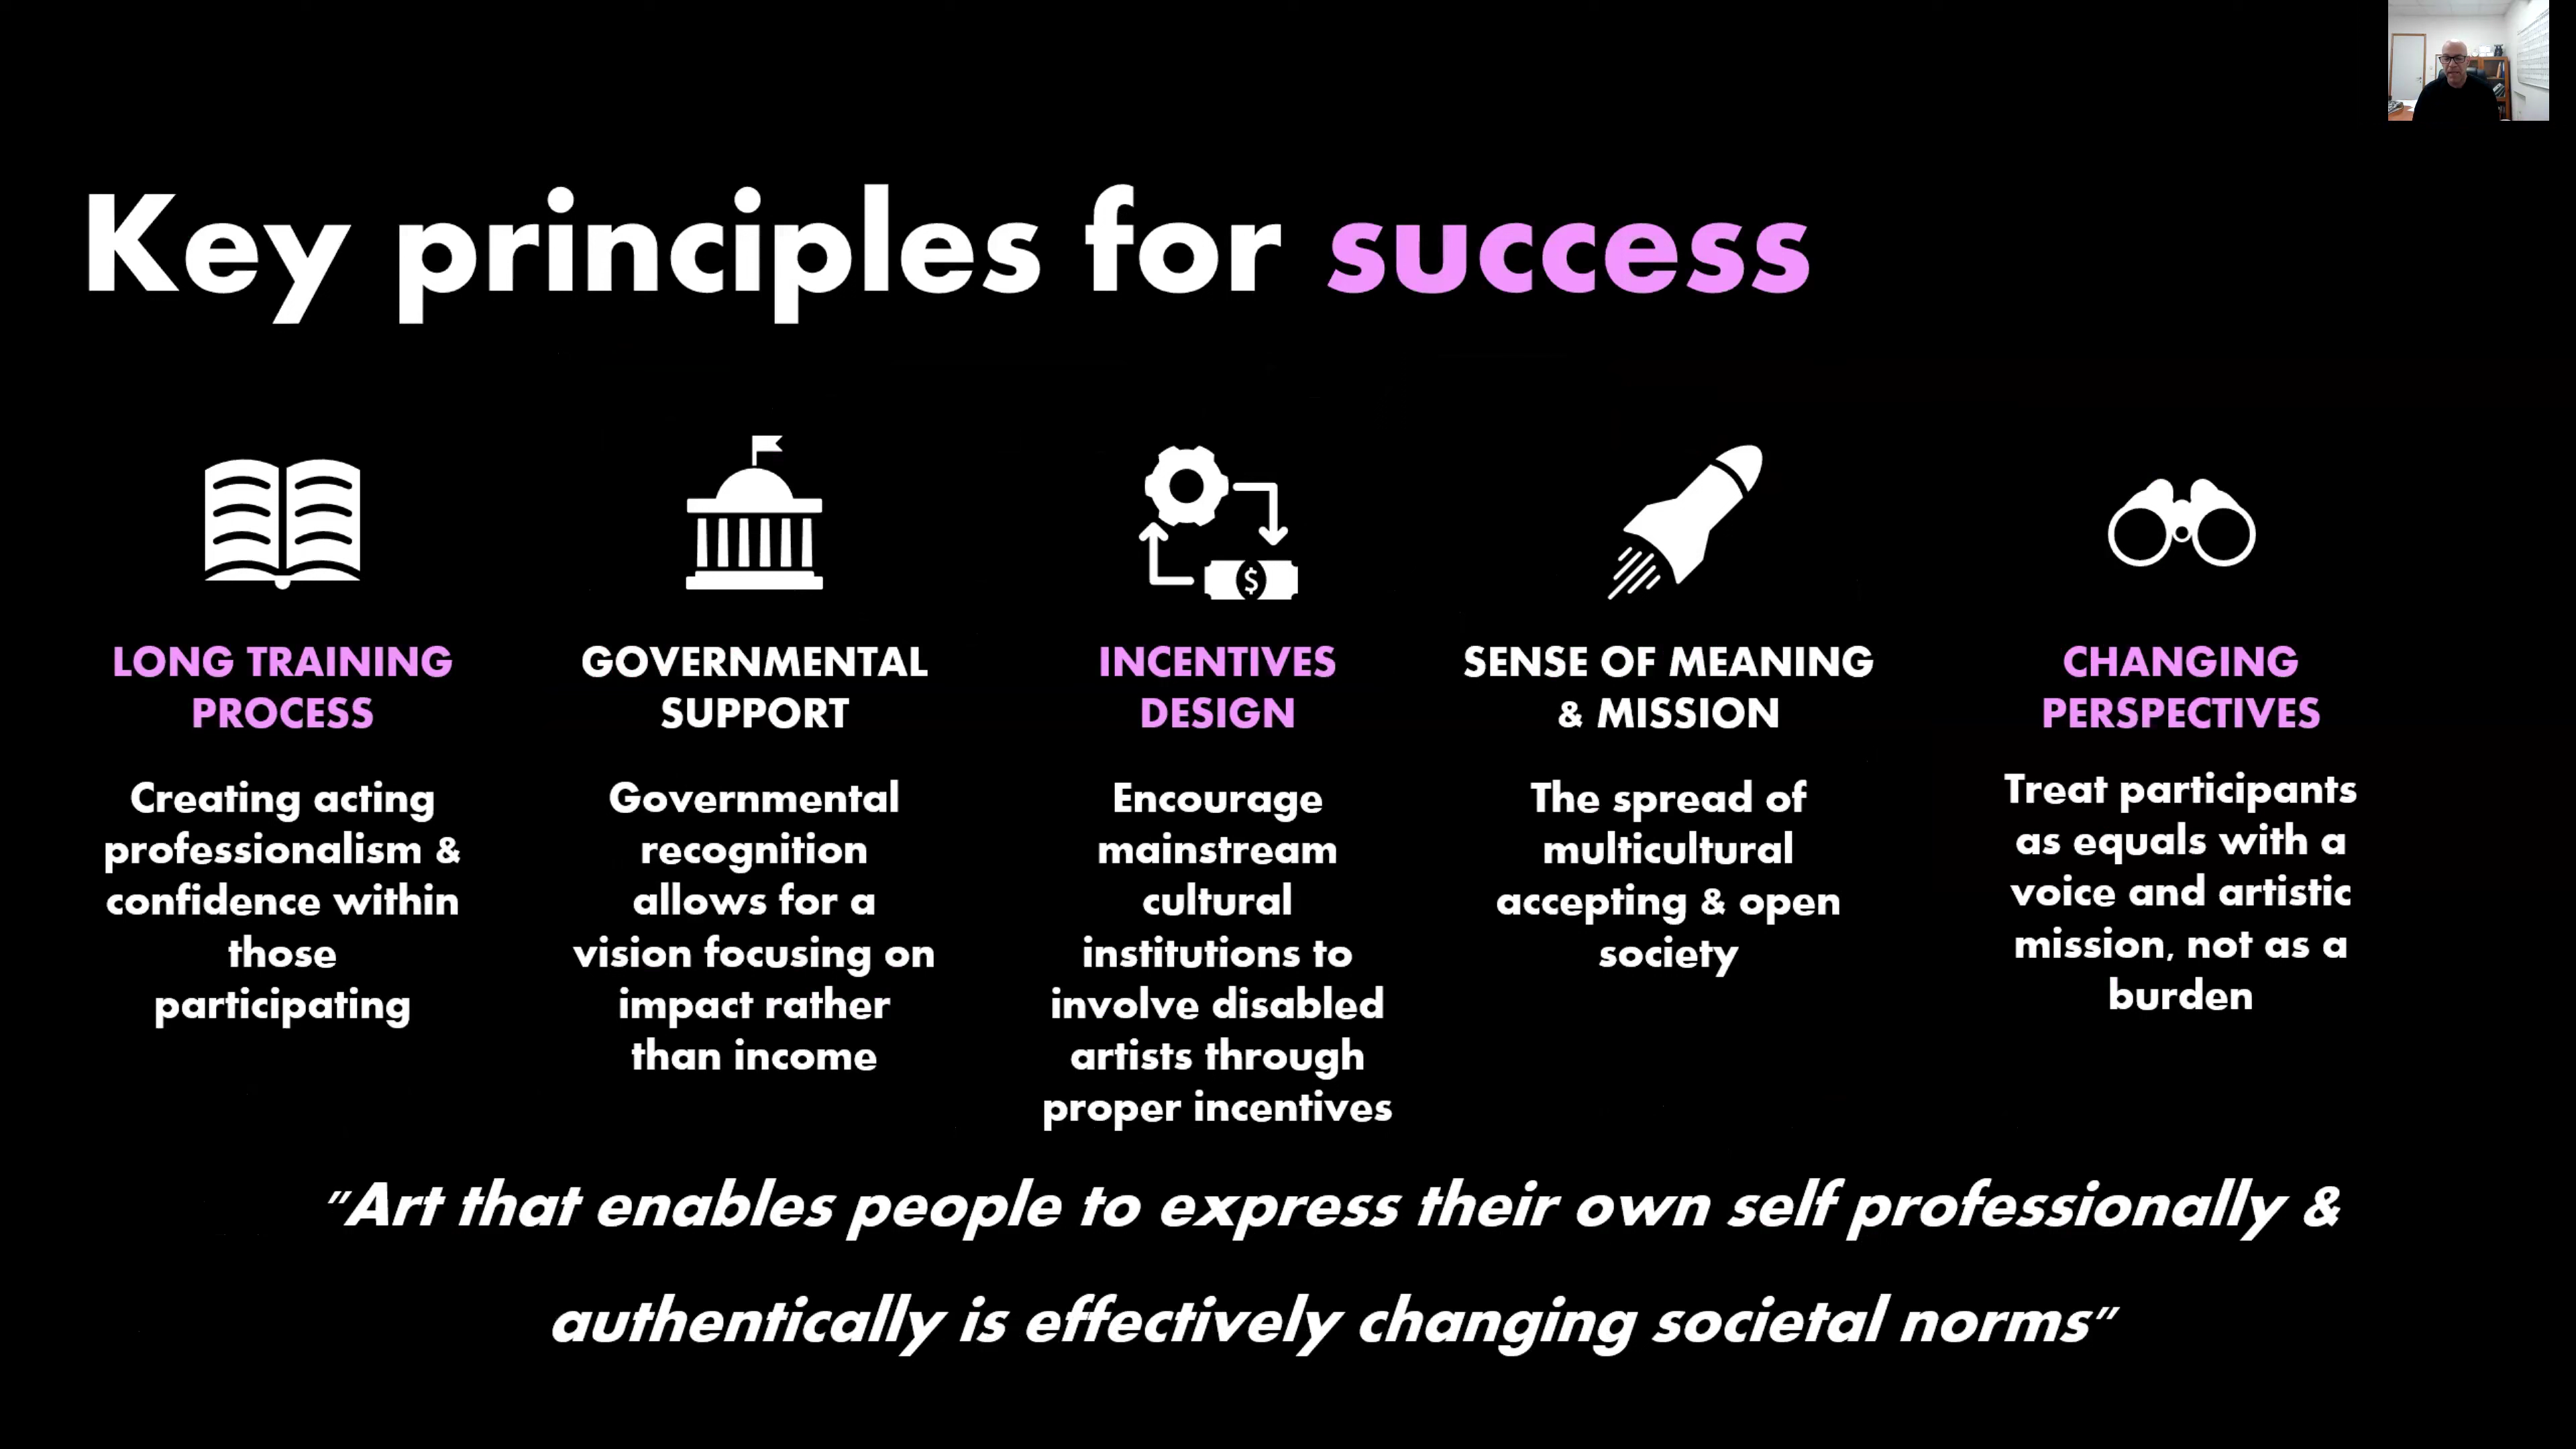 Key principles for success
LONG TRAINING
PROCESS
Creating acting
professionalism &
confidence within
those
participating
GOVERNMENTAL
SUPPORT
Governmental
recognition
allows for a
vision focusing on
impact rather
than income
INCENTIVES
DESIGN
Encourage
mainstream
cultural
institutions to
involve disabled
artists through
proper incentives
SENSE OF MEANING
& MISSION
The spread of
multicultural
accepting & open
society
CHANGING
PERSPECTIVES
Treat participants
as equals with a
voice and artistic
mission, not as a
burden
"Art that enables people to express their own self professionally &
authentically is effectively changing societal norms"